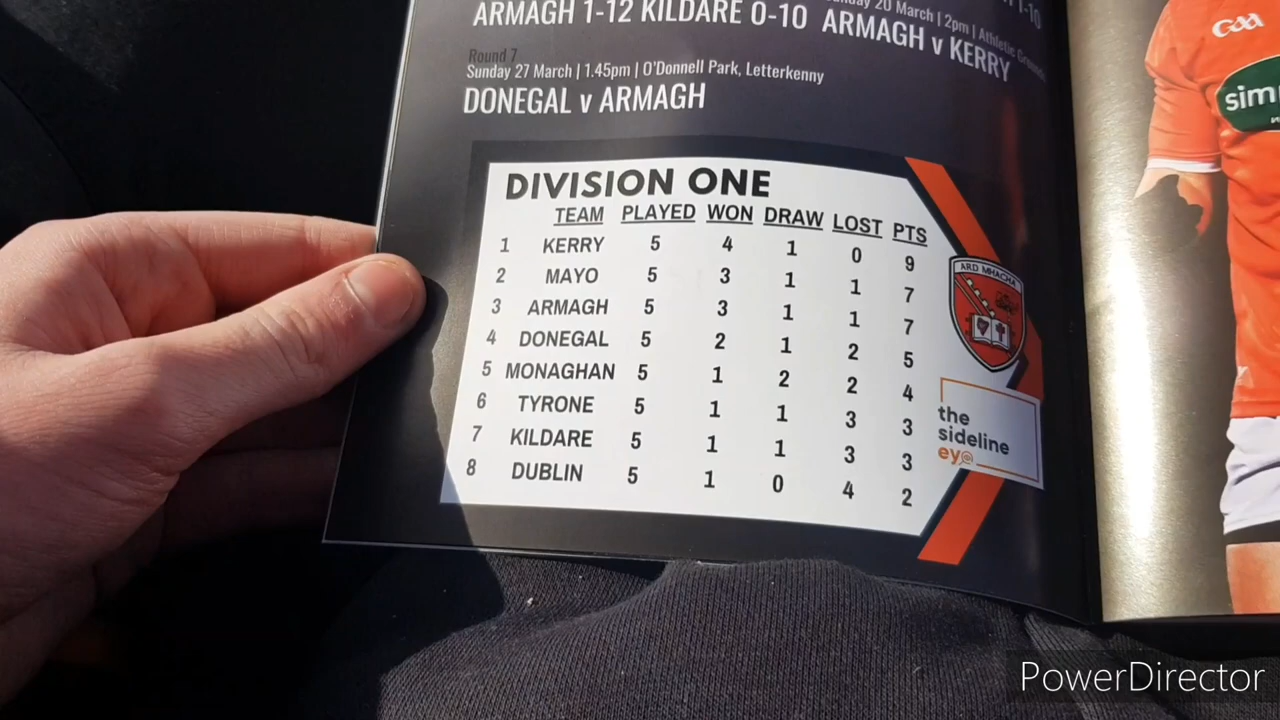 ARMAGH 1-12 KILDARE 0-10
20 March | 2pm | Athletic
ARMAGH v KERRY
Round 7
Sunday 27 March | 1.45pm | O'Donnell Park, Letterkenny
DONEGAL v ARMAGH
DIVISION ONE
TEAM PLAYED WON DRAW LOST PTS
1 KERRY 5 4 1 0 9
2 MAYO 5 3 1 1 7
3 ARMAGH 5 3 1 1 7
4 DONEGAL 5 2 1 2 5
5 MONAGHAN 5 1 2 2 4
6 TYRONE 5 1 1 3 3
7 KILDARE 5 1 1 3 3
8 DUBLIN 5 1 0 4 2
ARD MHACHA
the
sideline
eye
GAA
PowerDirector